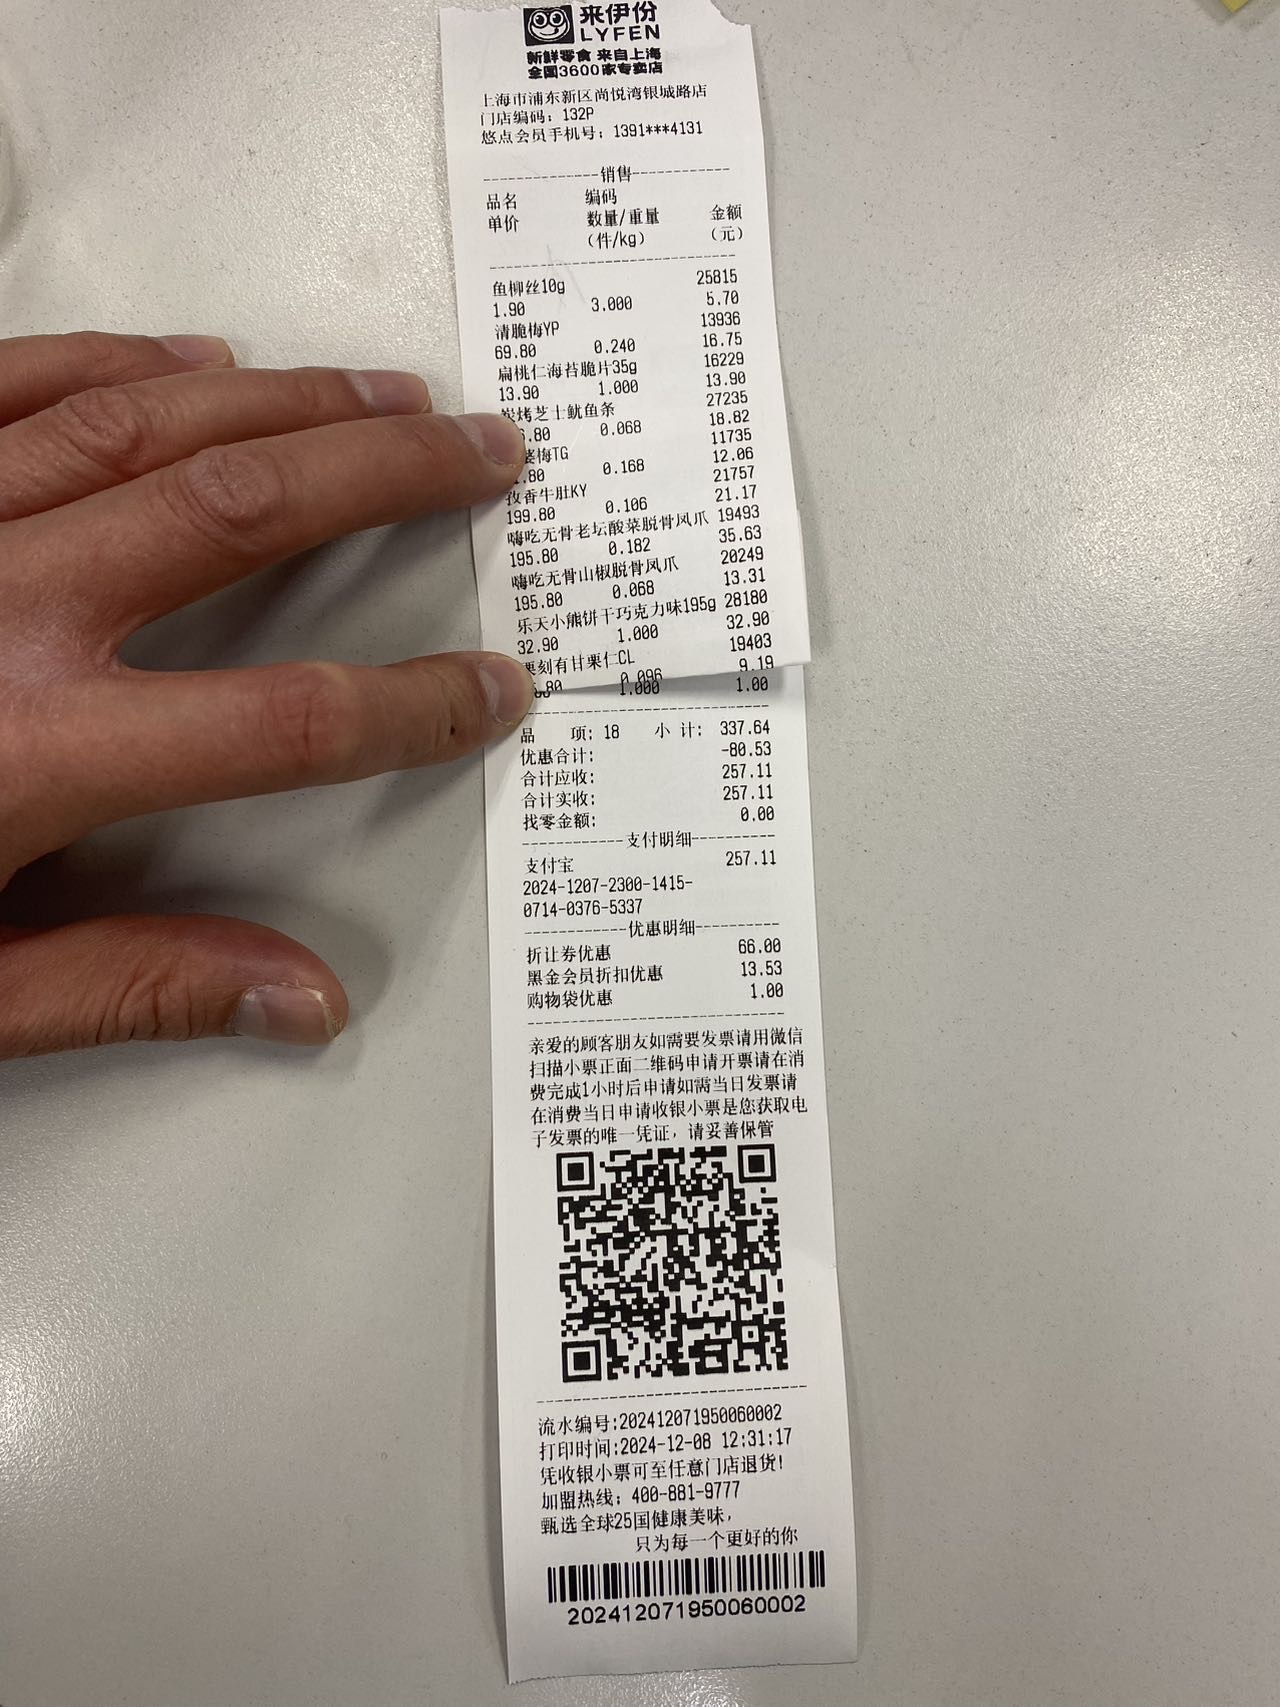 来伊份
LYFEN
新鲜零食 来自上海
全国3600家专卖店
上海市浦东新区尚悦湾银城路店
门店编码: 132P
悠点会员手机号: 1391***4131
销售
品名 编码
单价 数量/重量 金额
(件/kg) (元)
鱼柳丝10g 25815
1.90 3.000 5.70
清脆梅YP 13936
69.80 0.240 16.75
扁桃仁海苔脆片35g 16229
13.90 1.000 13.90
炭烤芝士鱿鱼条 27235
.80 0.068 18.82
婆梅TG 11735
.80 0.168 12.06
孜香牛肚KY 21757
199.80 0.106 21.17
嗨吃无骨老坛酸菜脱骨凤爪 19493
195.80 0.182 35.63
嗨吃无骨山椒脱骨凤爪 20249
195.80 0.068 13.31
乐天小熊饼干巧克力味195g 28180
32.90 1.000 32.90
栗刻有甘栗仁CL 19403
.80 0.096 9.19
1.000 1.00
品 项: 18 小 计: 337.64
优惠合计: -80.53
合计应收: 257.11
合计实收: 257.11
找零金额: 0.00
支付明细
支付宝 257.11
2024-1207-2300-1415-
0714-0376-5337
优惠明细
折让券优惠 66.00
黑金会员折扣优惠 13.53
购物袋优惠 1.00
亲爱的顾客朋友如需要发票请用微信
扫描小票正面二维码申请开票请在消
费完成1小时后申请如需当日发票请
在消费当日申请收银小票是您获取电
子发票的唯一凭证，请妥善保管
流水编号:202412071950060002
打印时间:2024-12-08 12:31:17
凭收银小票可至任意门店退货!
加盟热线: 400-881-9777
甄选全球25国健康美味，
只为每一个更好的你
202412071950060002